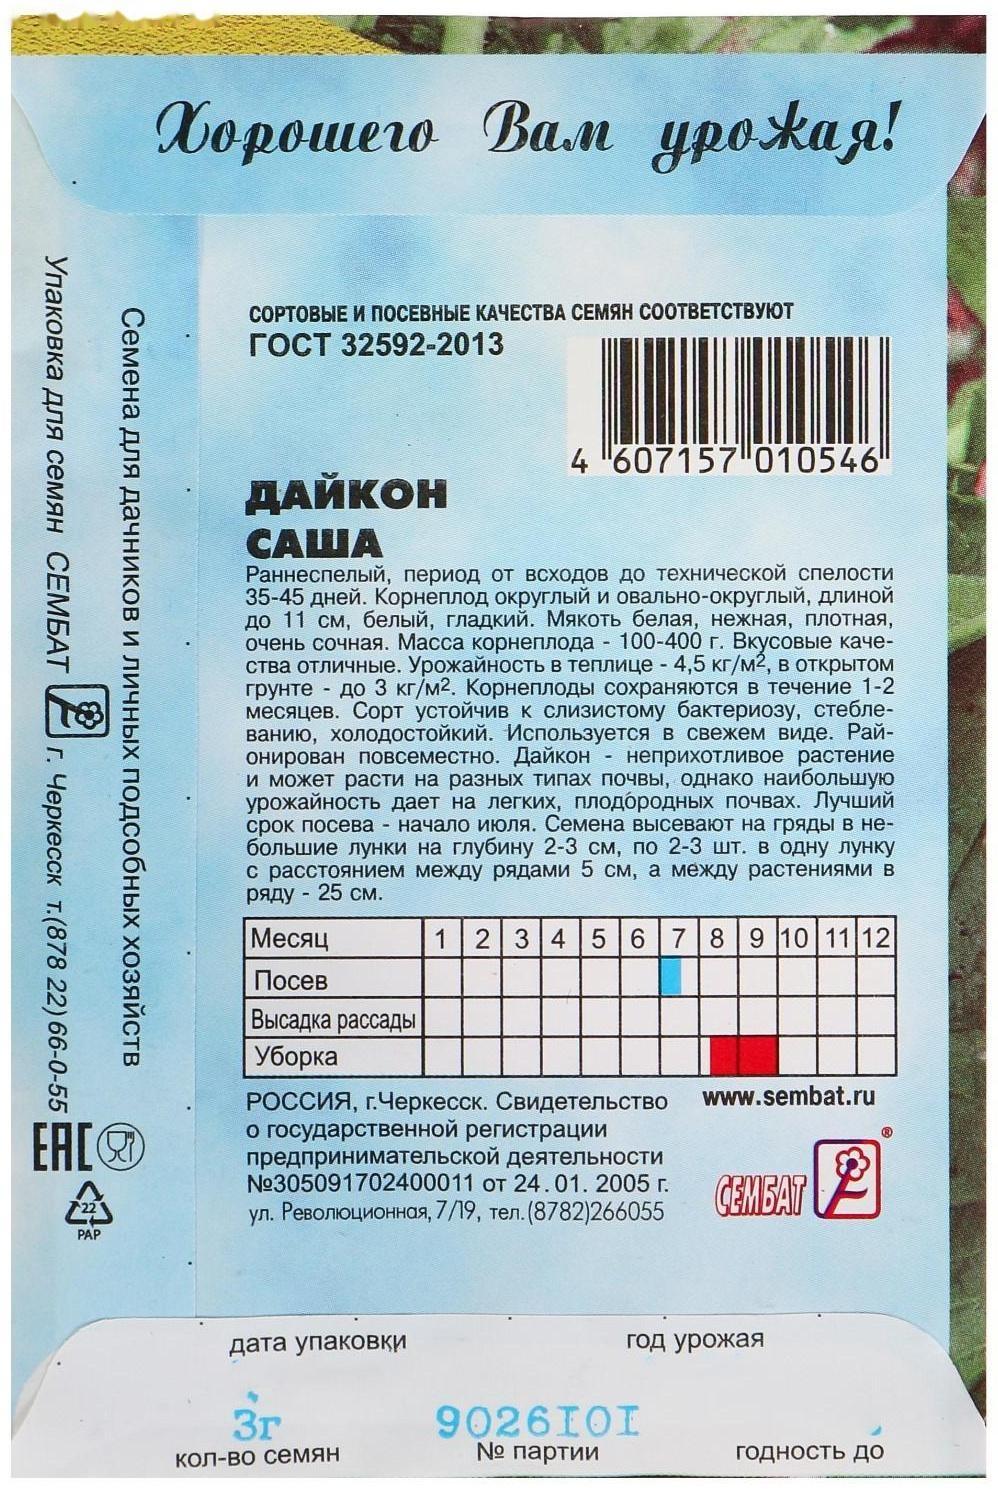 Хорошего Вам урожая!
Упаковка для семян СЕМБАТ г. Черкесск т.(878 22)66-0-55
Семена для дачников и личных подсобных хозяйств
СОРТОВЫЕ И ПОСЕВНЫЕ КАЧЕСТВА СЕМЯН СООТВЕТСТВУЮТ
ГОСТ 32592-2013
4 607157 010546
ДАЙКОН
САША
Раннеспелый, период от всходов до технической спелости
35-45 дней. Корнеплод округлый и овально-округлый, длиной
до 11 см, белый, гладкий. Мякоть белая, нежная, плотная,
очень сочная. Масса корнеплода - 100-400 г. Вкусовые каче-
ства отличные. Урожайность в теплице - 4,5 кг/м², в открытом
грунте - до 3 кг/м². Корнеплоды сохраняются в течение 1-2
месяцев. Сорт устойчив к слизистому бактериозу, стебле-
ванию, холодостойкий. Используется в свежем виде. Рай-
онирован повсеместно. Дайкон - неприхотливое растение
и может расти на разных типах почвы, однако наибольшую
урожайность дает на легких, плодородных почвах. Лучший
срок посева - начало июля. Семена высевают на гряды в не-
большие лунки на глубину 2-3 см, по 2-3 шт. в одну лунку
с расстоянием между рядами 5 см, а между растениями в
ряду - 25 см.
Месяц 1 2 3 4 5 6 7 8 9 10 11 12
Посев
Высадка рассады
Уборка
РОССИЯ, г.Черкесск. Свидетельство
о государственной регистрации
предпринимательской деятельности
№305091702400011 от 24. 01. 2005 г.
ул. Революционная, 7/19, тел.(8782)266055
www.sembat.ru
СЕМБАТ ®
EAC
22
PAP
дата упаковки год урожая
3г 9026101
кол-во семян № партии годность до